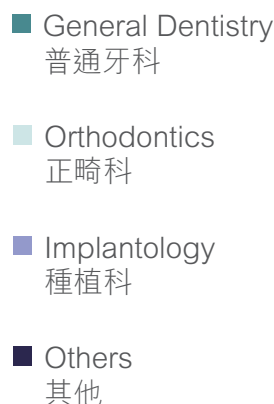 General Dentistry
普通牙科
Orthodontics
正畸科
Implantology
種植科
Others
其他